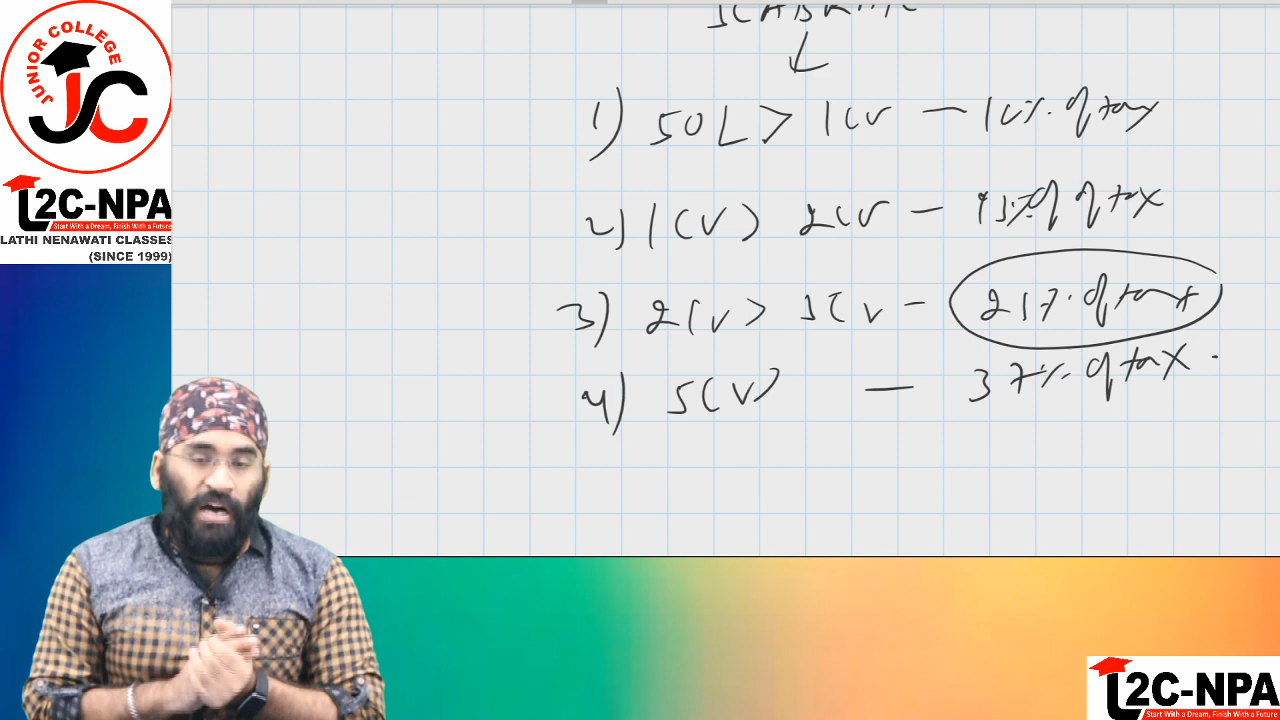 JUNIOR COLLEGE
JC
L2C-NPA
Start With a Dream, Finish With a Future
LATHI NENAWATI CLASSES
(SINCE 1999)
1) 50L > 1Cr — 10% of tax
2) 1Cr > 2Cr — 15% of tax
3) 2Cr > 5Cr — 25% of tax
4) 5Cr > — 37% of tax
L2C-NPA
Start With a Dream, Finish With a Future